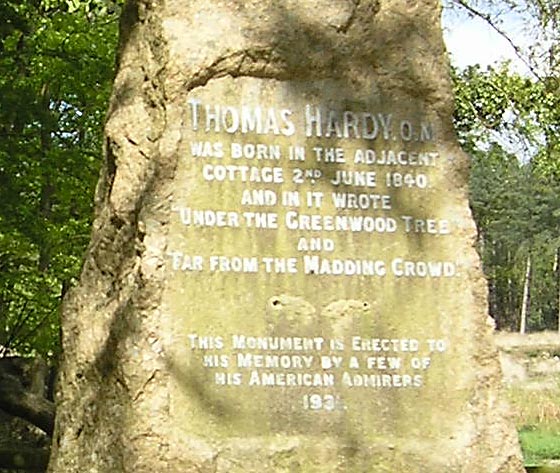 THOMAS HARDY, O.M.
WAS BORN IN THE ADJACENT
COTTAGE 2ND JUNE 1840.
AND IN IT WROTE
"UNDER THE GREENWOOD TREE"
AND
"FAR FROM THE MADDING CROWD."
THIS MONUMENT IS ERECTED TO
HIS MEMORY BY A FEW OF
HIS AMERICAN ADMIRERS
1931.